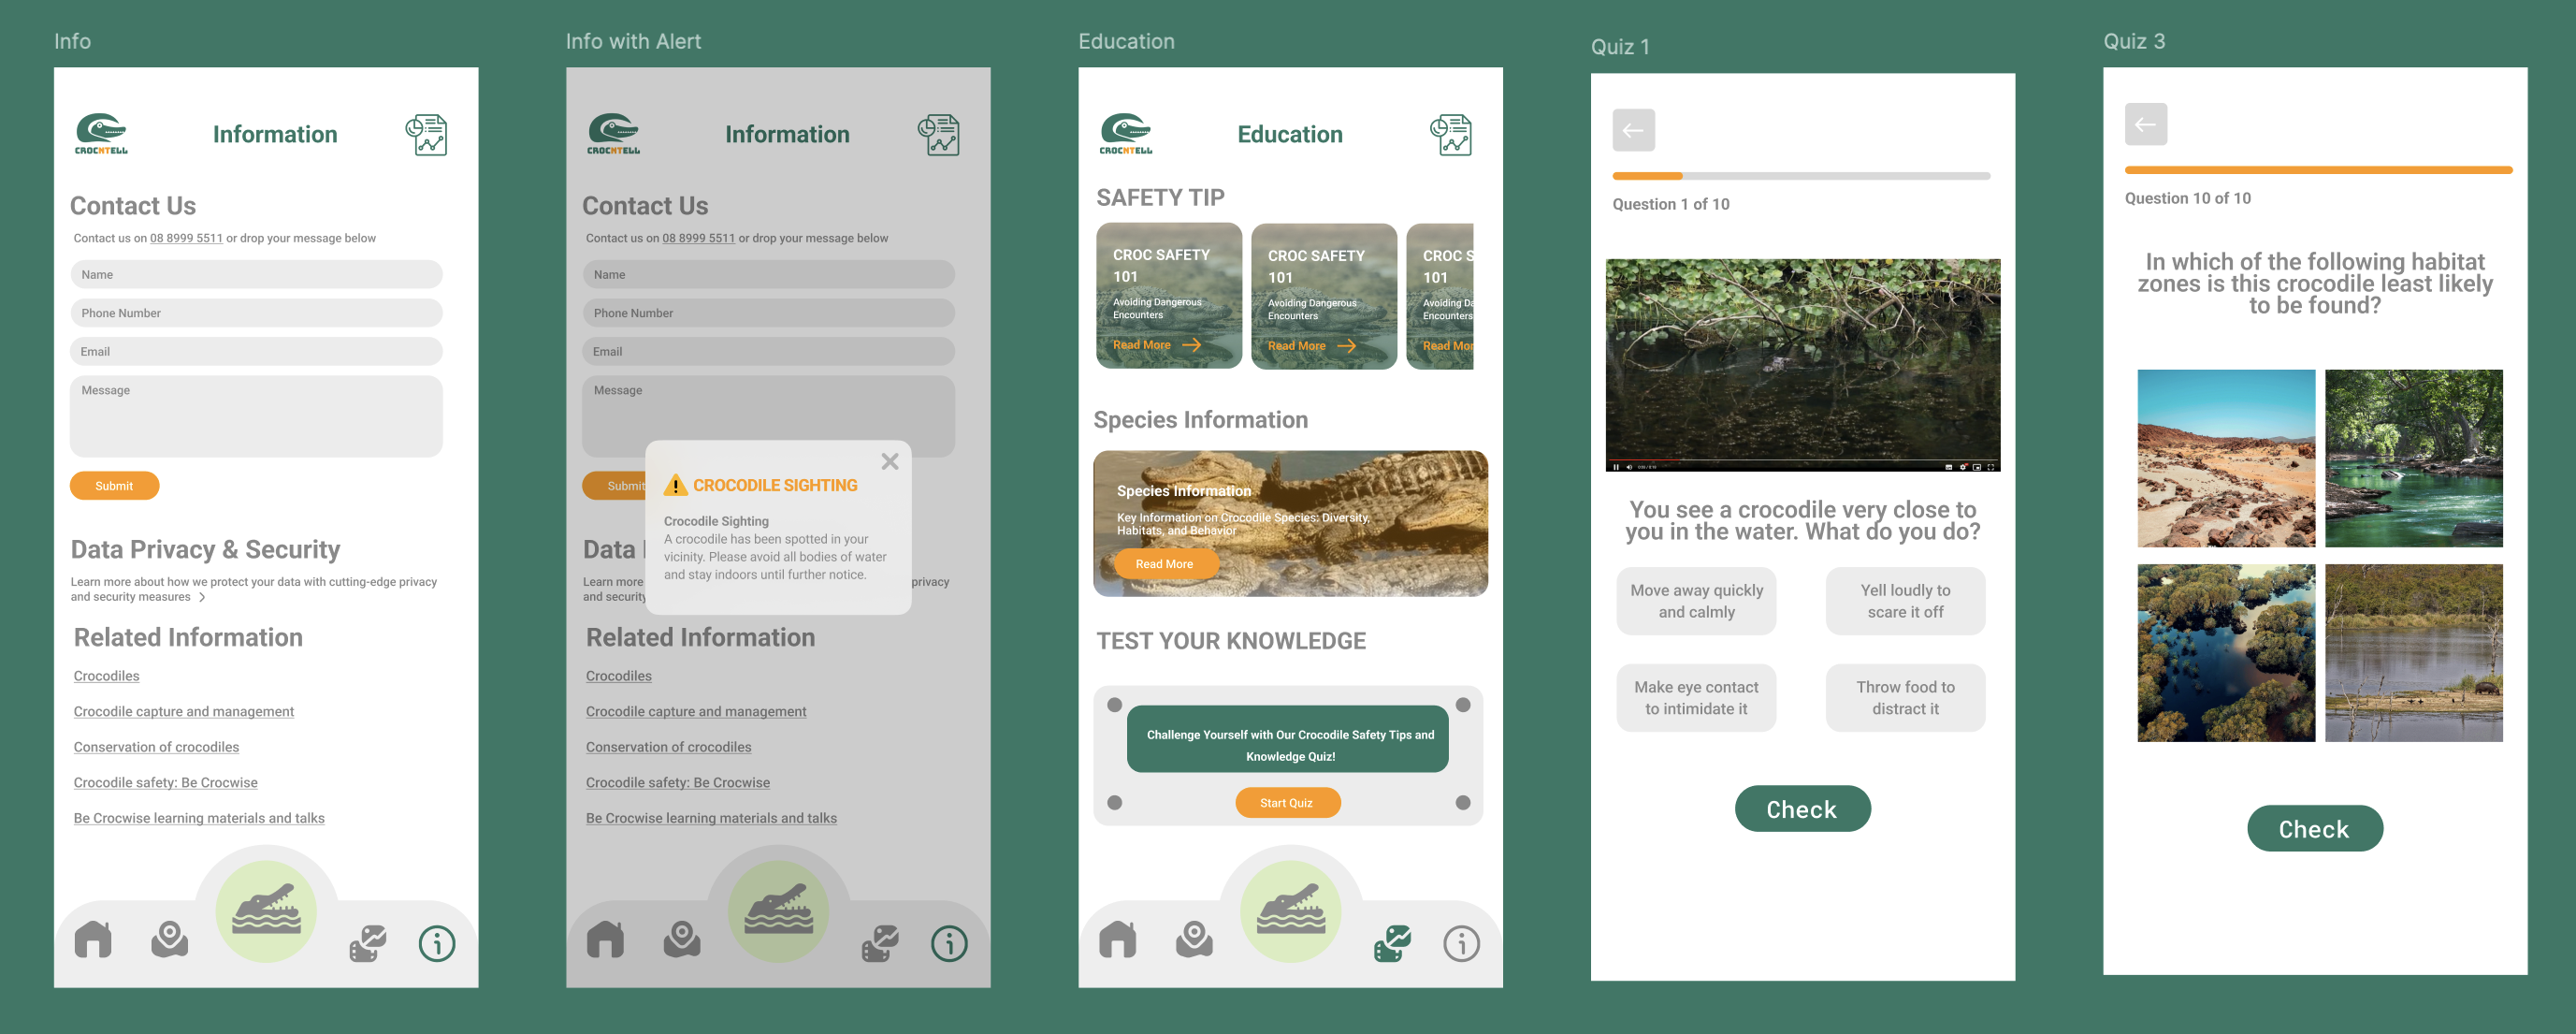 Info
CROCNTELL
Information
Contact Us
Contact us on 08 8999 5511 or drop your message below
Name
Phone Number
Email
Message
Submit
Data Privacy & Security
Learn more about how we protect your data with cutting-edge privacy
and security measures >
Related Information
Crocodiles
Crocodile capture and management
Conservation of crocodiles
Crocodile safety: Be Crocwise
Be Crocwise learning materials and talks
Info with Alert
CROCNTELL
Information
Contact Us
Contact us on 08 8999 5511 or drop your message below
Name
Phone Number
Email
Message
Submit
CROCODILE SIGHTING
Crocodile Sighting
A crocodile has been spotted in your
vicinity. Please avoid all bodies of water
and stay indoors until further notice.
Data
Learn more privacy
and security
Related Information
Crocodiles
Crocodile capture and management
Conservation of crocodiles
Crocodile safety: Be Crocwise
Be Crocwise learning materials and talks
Education
CROCNTELL
Education
SAFETY TIP
CROC SAFETY
101
Avoiding Dangerous
Encounters
Read More
CROC SAFETY
101
Avoiding Dangerous
Encounters
Read More
CROC S
101
Avoiding Da
Encounters
Read Mor
Species Information
Species Information
Key Information on Crocodile Species: Diversity,
Habitats, and Behavior
Read More
TEST YOUR KNOWLEDGE
Challenge Yourself with Our Crocodile Safety Tips and
Knowledge Quiz!
Start Quiz
Quiz 1
Question 1 of 10
You see a crocodile very close to
you in the water. What do you do?
Move away quickly
and calmly
Yell loudly to
scare it off
Make eye contact
to intimidate it
Throw food to
distract it
Check
Quiz 3
Question 10 of 10
In which of the following habitat
zones is this crocodile least likely
to be found?
Check